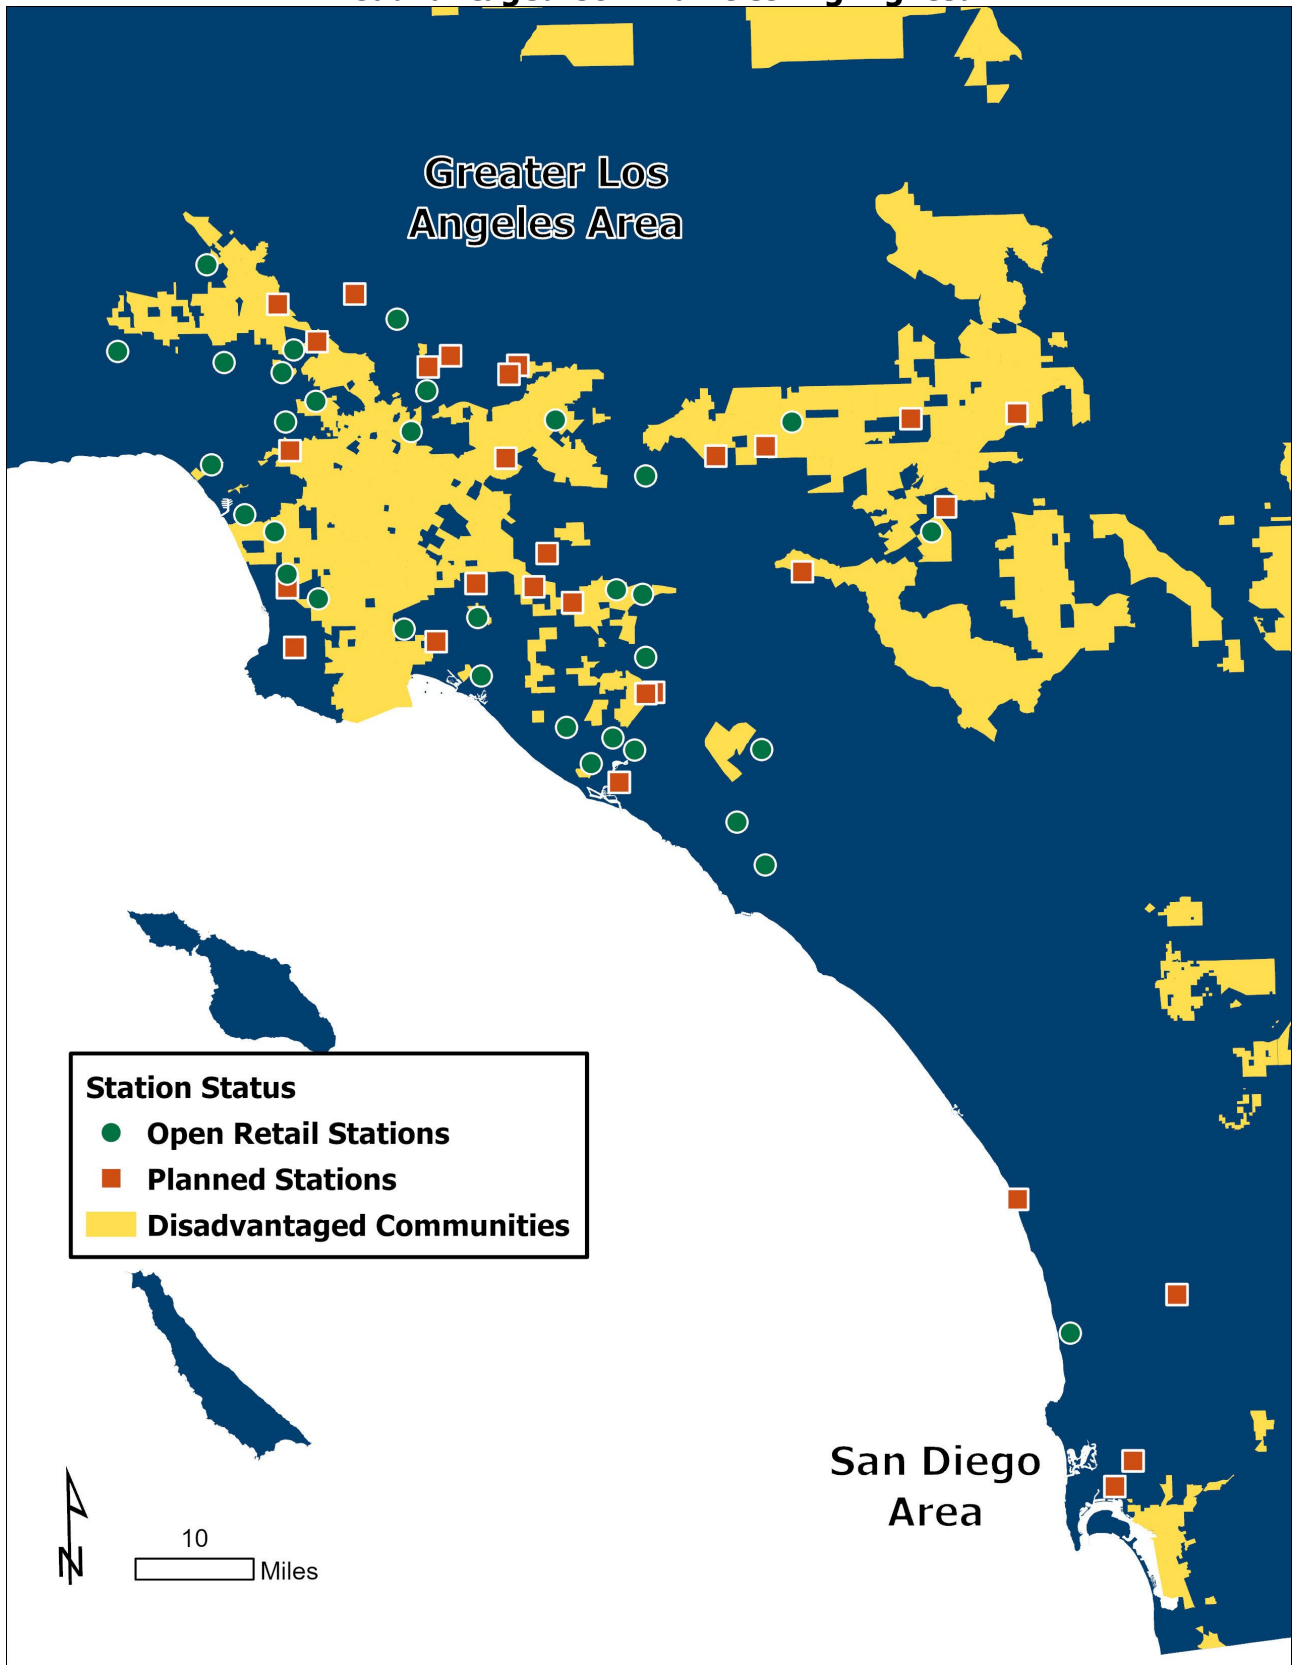 Greater Los
Angeles Area
Station Status
Open Retail Stations
Planned Stations
Disadvantaged Communities
San Diego
Area
N
10
Miles